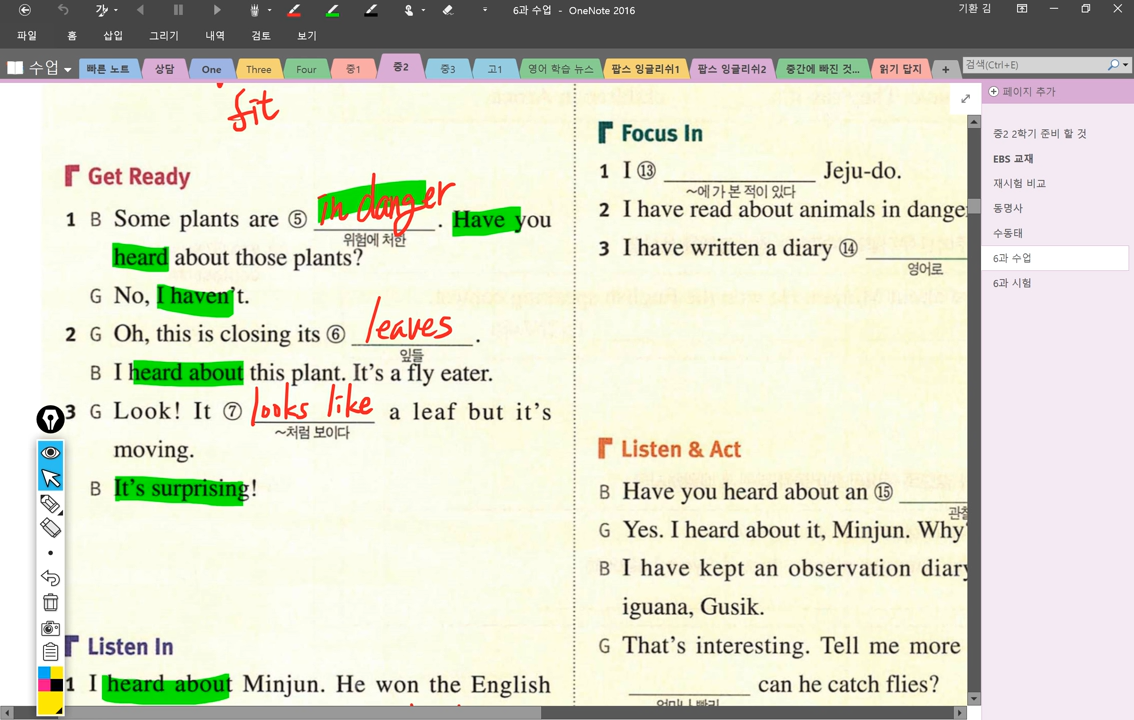 6과 수업 - OneNote 2016
기환 김
파일 홈 삽입 그리기 내역 검토 보기
수업 빠른 노트 상담 One Three Four 중1 중2 중3 고1 영어 학습 뉴스 팝스 잉글리쉬1 팝스 잉글리쉬2 중간에 빠진 것... 읽기 답지 +
검색(Ctrl+E)
페이지 추가
중2 2학기 준비 할 것
EBS 교재
재시험 비교
동명사
수동태
6과 수업
6과 시험
fit
Get Ready
1 B Some plants are ⑤ in danger. Have you
위험에 처한
heard about those plants?
G No, I haven't.
2 G Oh, this is closing its ⑥ leaves.
잎들
B I heard about this plant. It's a fly eater.
3 G Look! It ⑦ looks like a leaf but it's
~처럼 보이다
moving.
B It's surprising!
Listen In
1 I heard about Minjun. He won the English
Focus In
1 I ⑬ Jeju-do.
~에 가 본 적이 있다
2 I have read about animals in dange
3 I have written a diary ⑭
영어로
Listen & Act
B Have you heard about an ⑮
관찰
G Yes. I heard about it, Minjun. Why?
B I have kept an observation diary
iguana, Gusik.
G That's interesting. Tell me more
can he catch flies?
얼마나 빨리